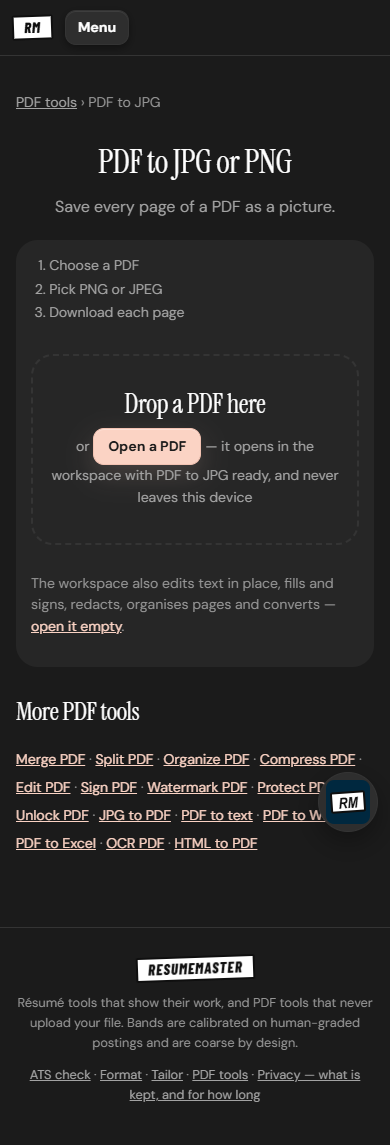 RM Menu
PDF tools › PDF to JPG
PDF to JPG or PNG
Save every page of a PDF as a picture.
1. Choose a PDF
2. Pick PNG or JPEG
3. Download each page
Drop a PDF here
or Open a PDF — it opens in the
workspace with PDF to JPG ready, and never
leaves this device
The workspace also edits text in place, fills and
signs, redacts, organises pages and converts —
open it empty.
More PDF tools
Merge PDF · Split PDF · Organize PDF · Compress PDF ·
Edit PDF · Sign PDF · Watermark PDF · Protect
RM
Unlock PDF · JPG to PDF · PDF to text · PDF to
PDF to Excel · OCR PDF · HTML to PDF
RESUMEMASTER
Résumé tools that show their work, and PDF tools that never
upload your file. Bands are calibrated on human-graded
postings and are coarse by design.
ATS check · Format · Tailor · PDF tools · Privacy — what is
kept, and for how long